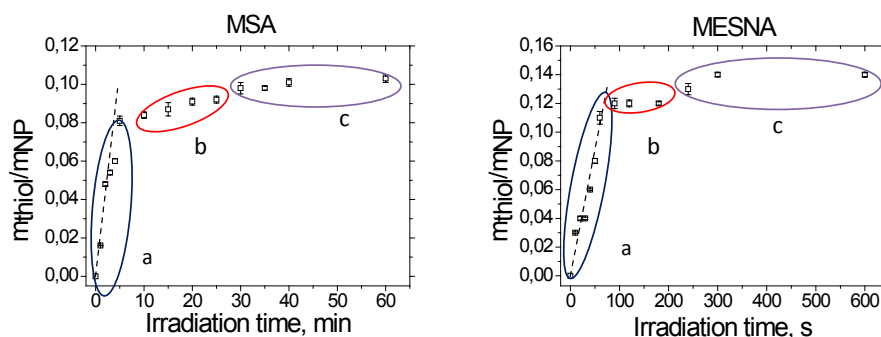 MSA
0,12
0,10
0,08
0,06
0,04
0,02
0,00
mthiol/mNP
a
b
c
0 10 20 30 40 50 60
Irradiation time, min
MESNA
0,16
0,14
0,12
0,10
0,08
0,06
0,04
0,02
0,00
mthiol/mNP
a
b
c
0 100 200 300 400 500 600
Irradiation time, s